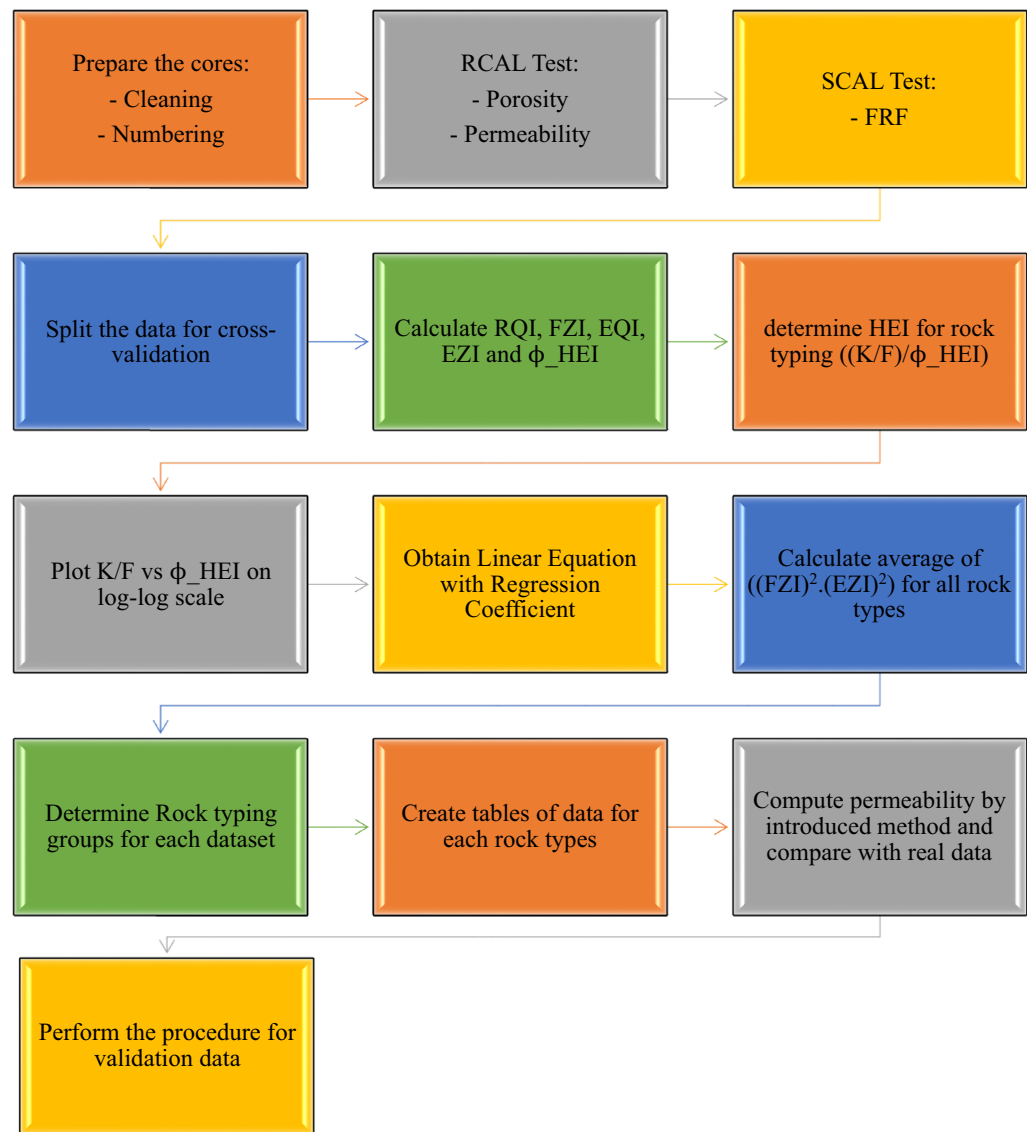 Prepare the cores:
- Cleaning
- Numbering
RCAL Test:
- Porosity
- Permeability
SCAL Test:
- FRF
Split the data for cross-
validation
Calculate RQI, FZI, EQI,
EZI and ϕ_HEI
determine HEI for rock
typing ((K/F)/ϕ_HEI)
Plot K/F vs ϕ_HEI on
log-log scale
Obtain Linear Equation
with Regression
Coefficient
Calculate average of
((FZI)².(EZI)²) for all rock
types
Determine Rock typing
groups for each dataset
Create tables of data for
each rock types
Compute permeability by
introduced method and
compare with real data
Perform the procedure for
validation data